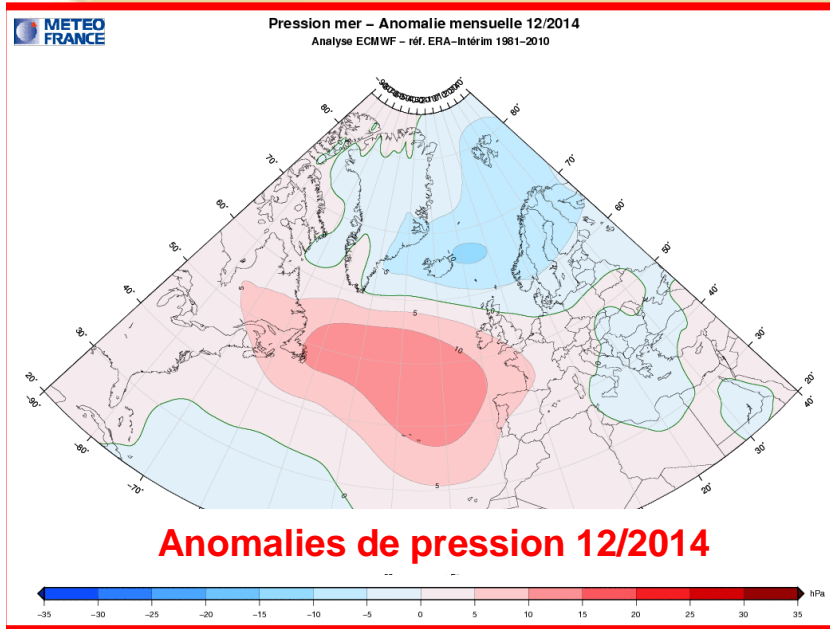 METEO
FRANCE
Pression mer – Anomalie mensuelle 12/2014
Analyse ECMWF – réf. ERA–Intérim 1981–2010
80° 80°
70° 70°
60° 60°
50° 50°
40° 40°
30° 30°
20° 20°
–90° 40°
–80° 30°
–70° 20°
–5
–10
5
5
0
10
5
0
Anomalies de pression 12/2014
hPa
–35 –30 –25 –20 –15 –10 –5 0 5 10 15 20 25 30 35